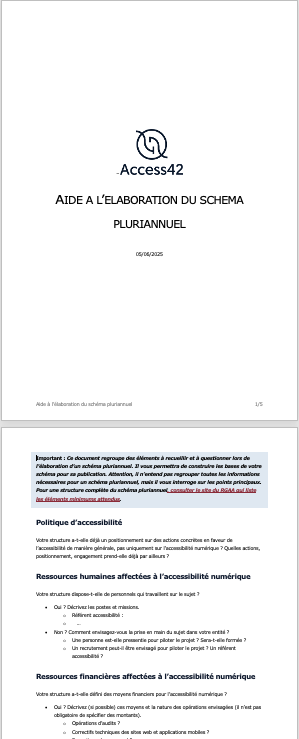 Access42
AIDE A L'ELABORATION DU SCHEMA
PLURIANNUEL
05/06/2025
Aide à l'élaboration du schéma pluriannuel 1/5
Important : Ce document regroupe des éléments à recueillir et à questionner lors de
l'élaboration d'un schéma pluriannuel. Il vous permettra de construire les bases de votre
schéma pour sa publication. Attention, il n'entend pas regrouper toutes les informations
nécessaires pour un schéma pluriannuel, mais il vous interroge sur les points principaux.
Pour une structure complète du schéma pluriannuel, consulter le site du RGAA qui liste
les éléments minimums attendus.
Politique d'accessibilité
Votre structure a-t-elle déjà un positionnement sur des actions concrètes en faveur de
l'accessibilité de manière générale, pas uniquement sur l'accessibilité numérique ? Quelles actions,
positionnement, engagement prend-elle déjà par ailleurs ?
Ressources humaines affectées à l'accessibilité numérique
Votre structure dispose-t-elle de personnels qui travaillent sur le sujet ?
• Oui ? Décrivez les postes et missions.
o Référent accessibilité :
o ...
• Non ? Comment envisagez-vous la prise en main du sujet dans votre entité ?
o Une personne est-elle pressentie pour piloter le projet ? Sera-t-elle formée ?
o Un recrutement peut-il être envisagé pour piloter le projet ? Un référent
accessibilité ?
Ressources financières affectées à l'accessibilité numérique
Votre structure a-t-elle défini des moyens financiers pour l'accessibilité numérique ?
• Oui ? Décrivez (si possible) ces moyens et la nature des opérations envisagées (il n'est pas
obligatoire de spécifier des montants).
o Opérations d'audits ?
o Correctifs techniques des sites web et applications mobiles ?